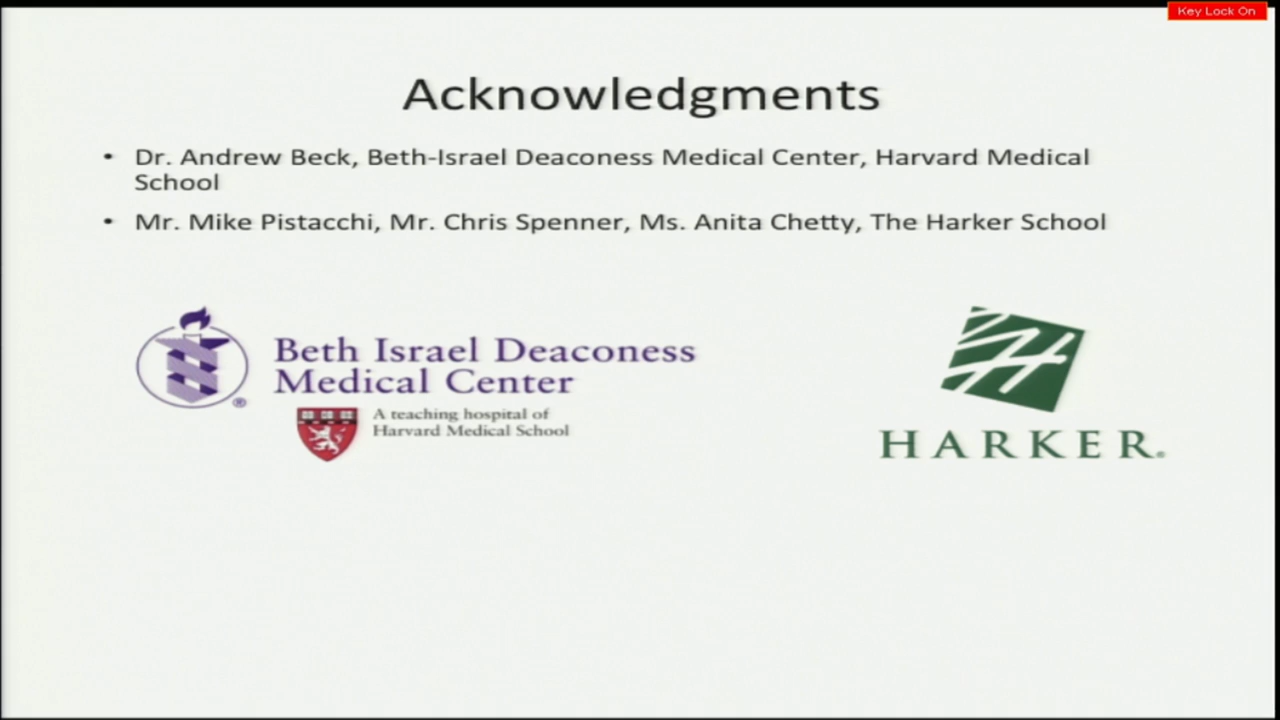 Key Lock On
Acknowledgments
• Dr. Andrew Beck, Beth-Israel Deaconess Medical Center, Harvard Medical
School
• Mr. Mike Pistacchi, Mr. Chris Spenner, Ms. Anita Chetty, The Harker School
Beth Israel Deaconess
Medical Center
®
A teaching hospital of
Harvard Medical School
H
HARKER®